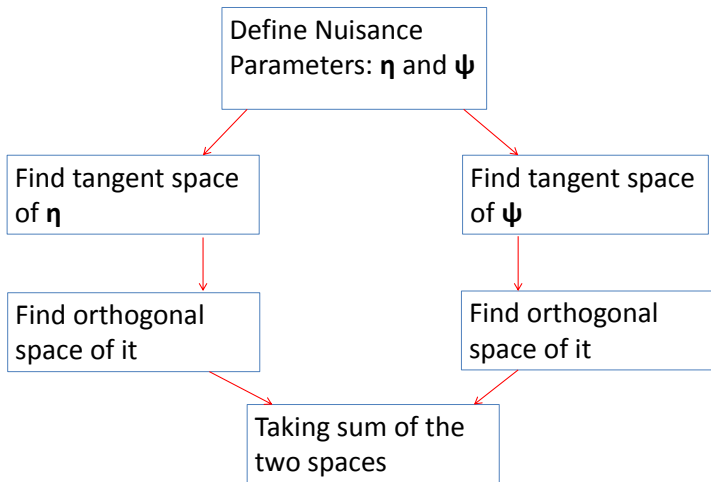 Define Nuisance
Parameters: η and ψ
Find tangent space
of η
Find tangent space
of ψ
Find orthogonal
space of it
Find orthogonal
space of it
Taking sum of the
two spaces